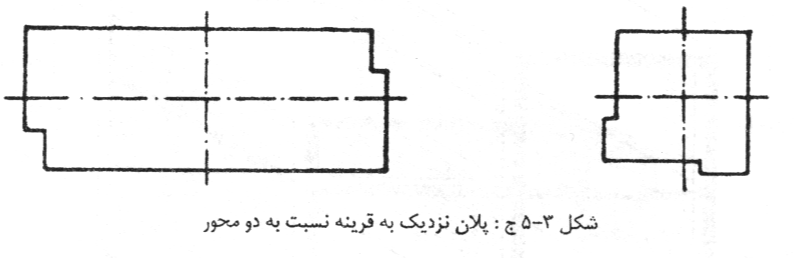 شکل ۳-۵ ج : پلان نزدیک به قرینه نسبت به دو محور